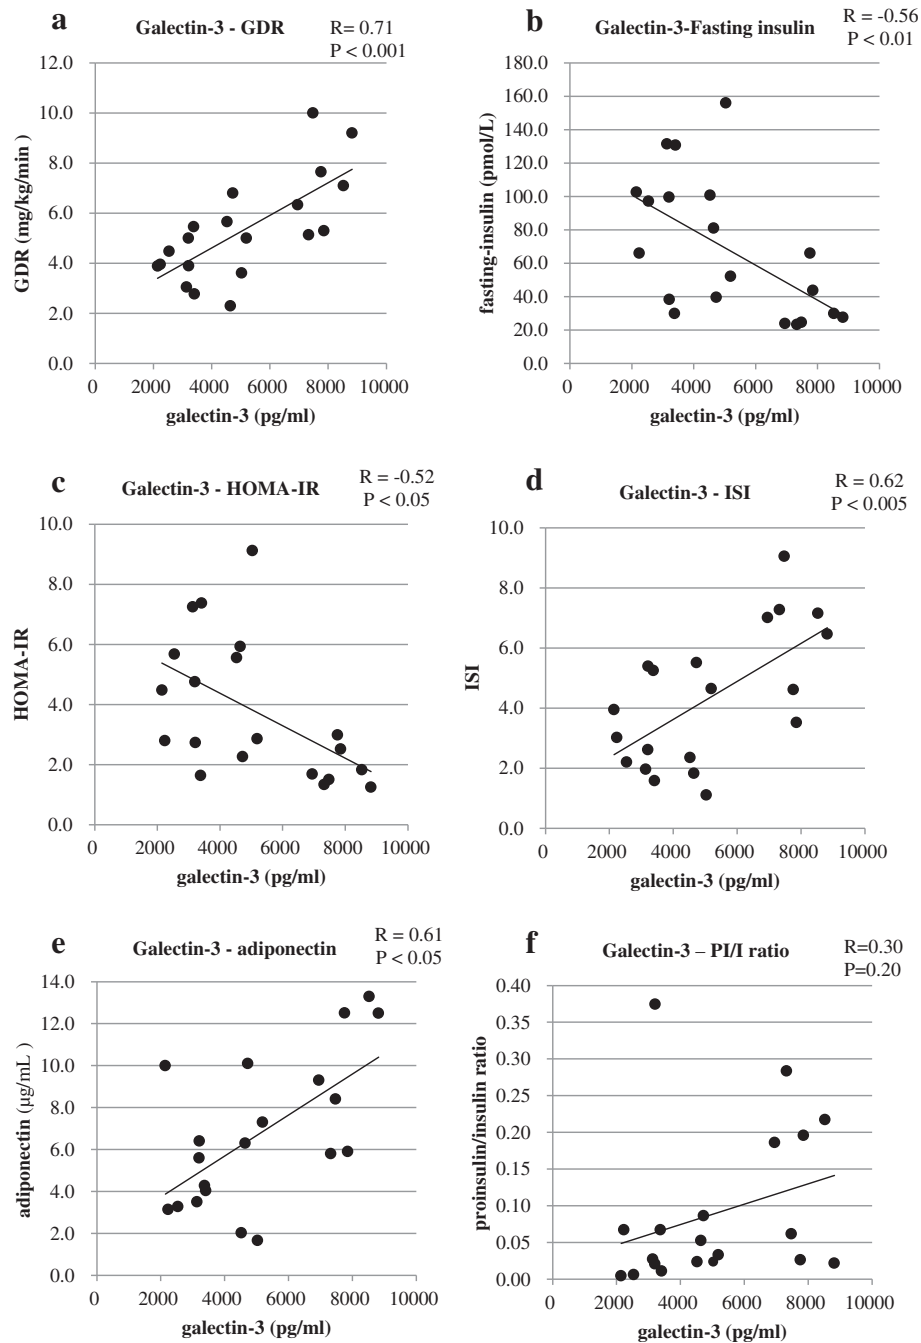 a
Galectin-3 - GDR
R= 0.71
P < 0.001
12.0
10.0
8.0
6.0
4.0
2.0
0.0
GDR (mg/kg/min )
0 2000 4000 6000 8000 10000
galectin-3 (pg/ml)
b
Galectin-3-Fasting insulin
R = -0.56
P < 0.01
180.0
160.0
140.0
120.0
100.0
80.0
60.0
40.0
20.0
0.0
fasting-insulin (pmol/L)
0 2000 4000 6000 8000 10000
galectin-3 (pg/ml)
c
Galectin-3 - HOMA-IR
R = -0.52
P < 0.05
10.0
8.0
6.0
4.0
2.0
0.0
HOMA-IR
0 2000 4000 6000 8000 10000
galectin-3 (pg/ml)
d
Galectin-3 - ISI
R = 0.62
P < 0.005
10.0
8.0
6.0
4.0
2.0
0.0
ISI
0 2000 4000 6000 8000 10000
galectin-3 (pg/ml)
e
Galectin-3 - adiponectin
R = 0.61
P < 0.05
14.0
12.0
10.0
8.0
6.0
4.0
2.0
0.0
adiponectin (µg/mL )
0 2000 4000 6000 8000 10000
galectin-3 (pg/ml)
f
Galectin-3 – PI/I ratio
R=0.30
P=0.20
0.40
0.35
0.30
0.25
0.20
0.15
0.10
0.05
0.00
proinsulin/insulin ratio
0 2000 4000 6000 8000 10000
galectin-3 (pg/ml)